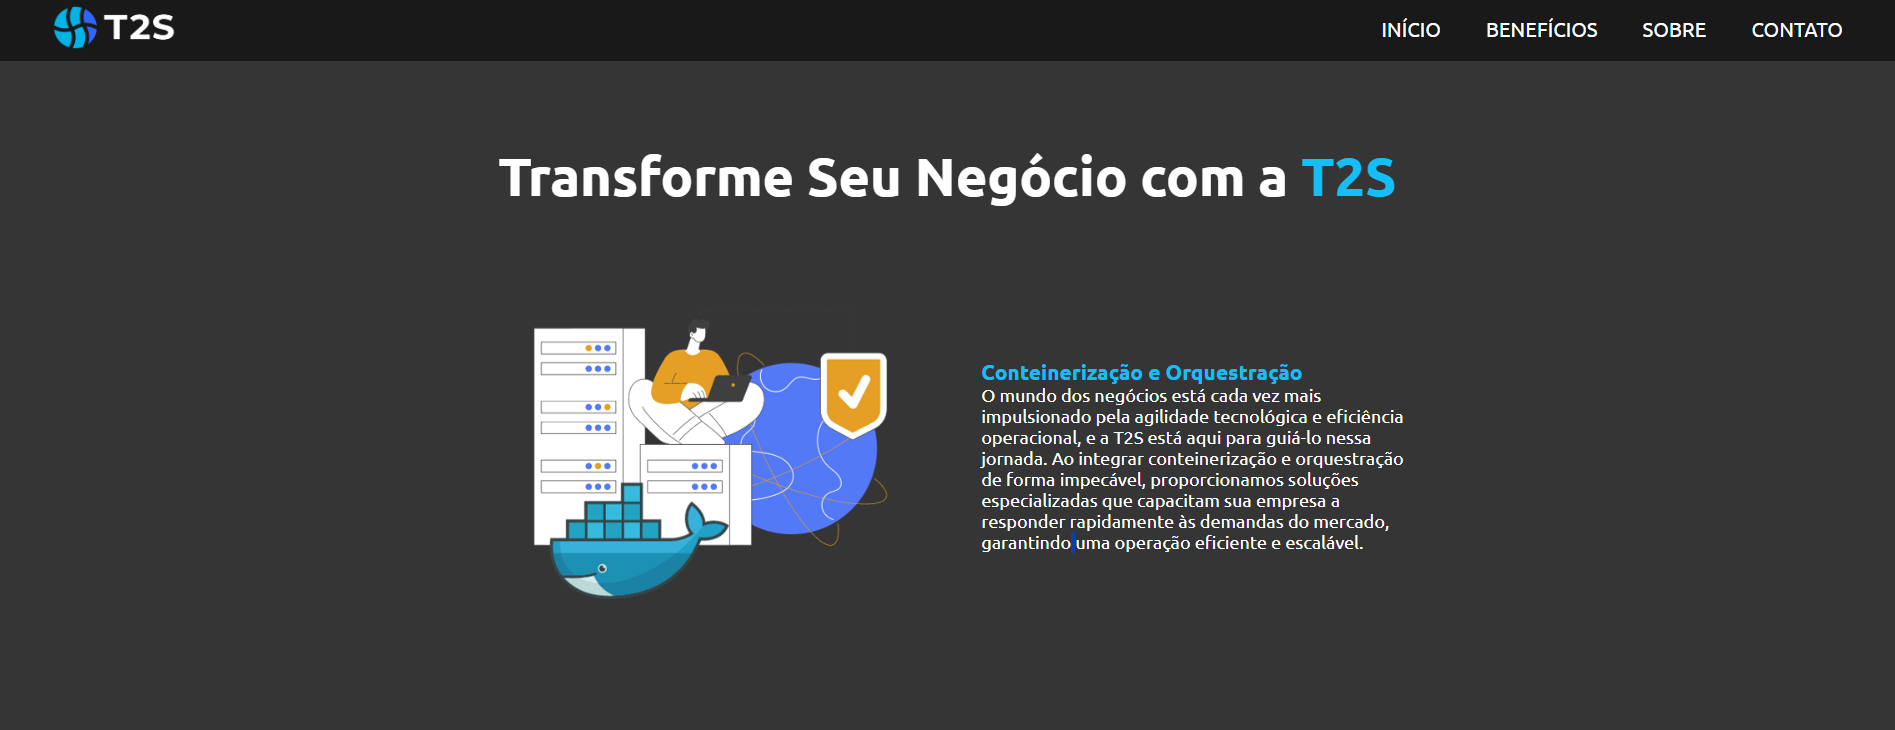 T2S
INÍCIO
BENEFÍCIOS
SOBRE
CONTATO
Transforme Seu Negócio com a T2S
Conteinerização e Orquestração
O mundo dos negócios está cada vez mais
impulsionado pela agilidade tecnológica e eficiência
operacional, e a T2S está aqui para guiá-lo nessa
jornada. Ao integrar conteinerização e orquestração
de forma impecável, proporcionamos soluções
especializadas que capacitam sua empresa a
responder rapidamente às demandas do mercado,
garantindo uma operação eficiente e escalável.